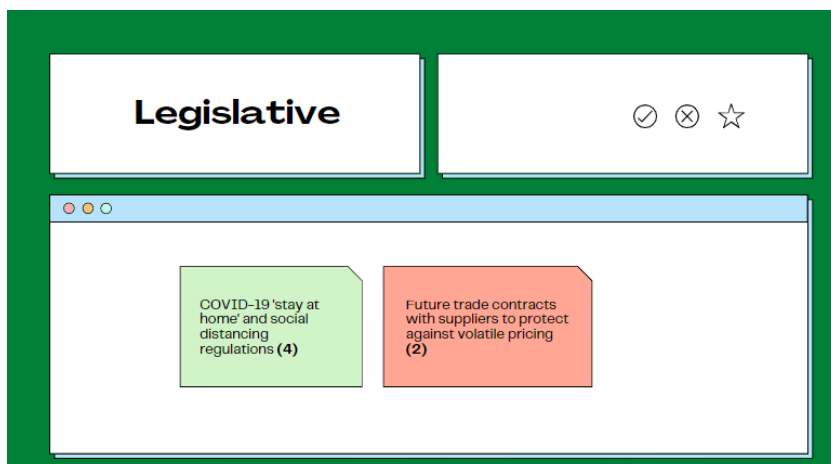 Legislative
COVID-19 'stay at
home' and social
distancing
regulations (4)
Future trade contracts
with suppliers to protect
against volatile pricing
(2)